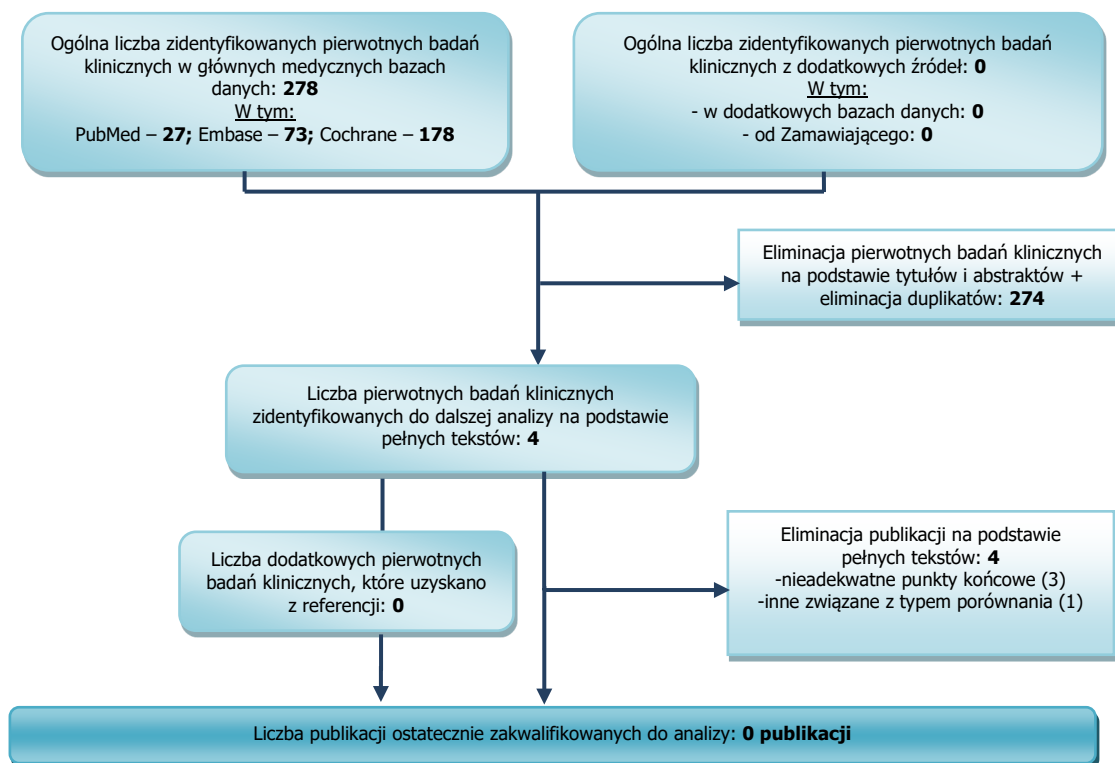 Ogólna liczba zidentyfikowanych pierwotnych badań
klinicznych w głównych medycznych bazach
danych: 278
W tym:
PubMed – 27; Embase – 73; Cochrane – 178
Ogólna liczba zidentyfikowanych pierwotnych badań
klinicznych z dodatkowych źródeł: 0
W tym:
- w dodatkowych bazach danych: 0
- od Zamawiającego: 0
Eliminacja pierwotnych badań klinicznych
na podstawie tytułów i abstraktów +
eliminacja duplikatów: 274
Liczba pierwotnych badań klinicznych
zidentyfikowanych do dalszej analizy na podstawie
pełnych tekstów: 4
Liczba dodatkowych pierwotnych
badań klinicznych, które uzyskano
z referencji: 0
Eliminacja publikacji na podstawie
pełnych tekstów: 4
-nieadekwatne punkty końcowe (3)
-inne związane z typem porównania (1)
Liczba publikacji ostatecznie zakwalifikowanych do analizy: 0 publikacji